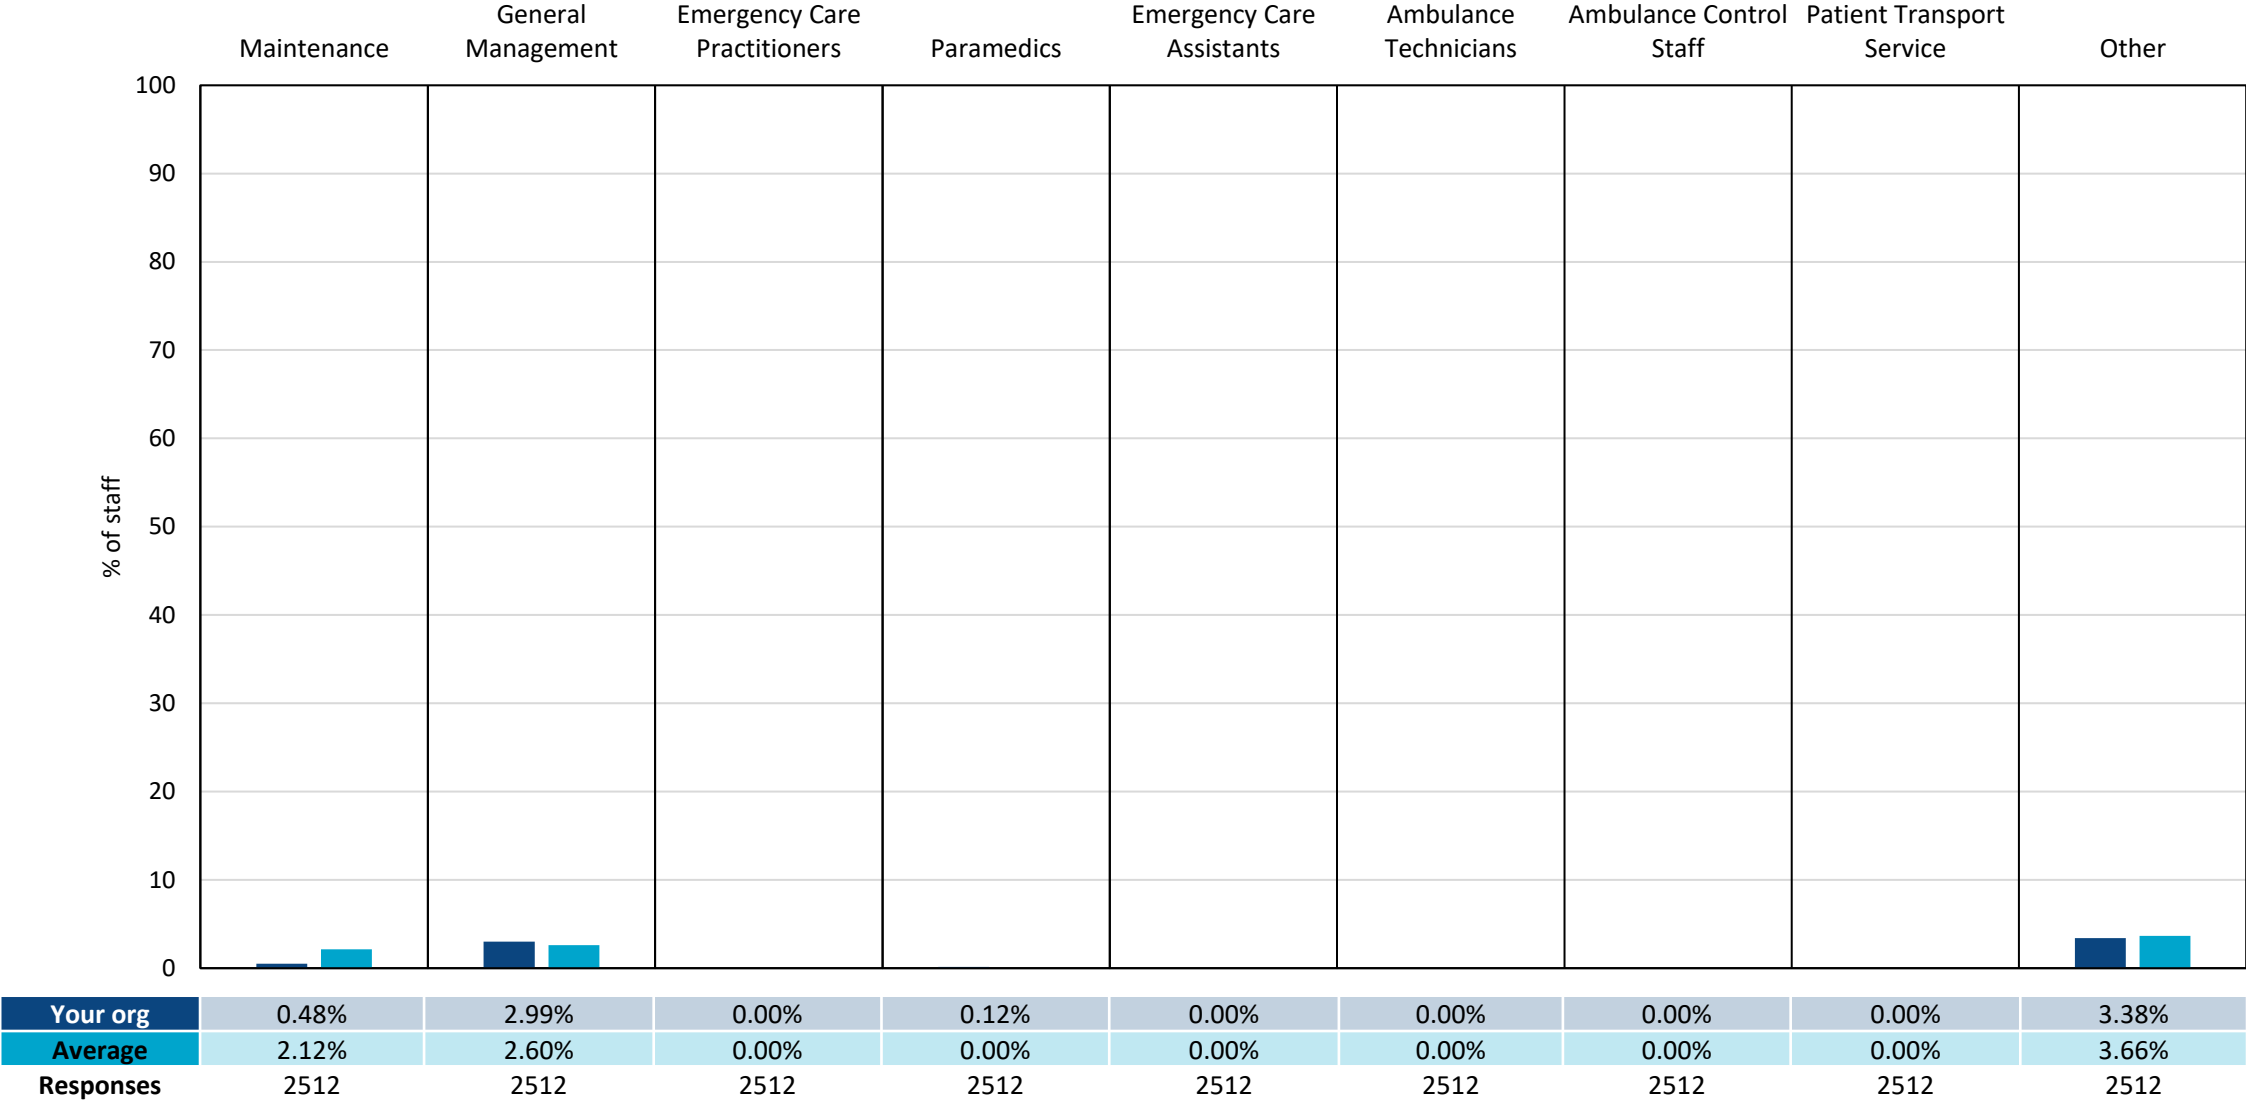 Maintenance
General
Management
Emergency Care
Practitioners
Paramedics
Emergency Care
Assistants
Ambulance
Technicians
Ambulance Control
Staff
Patient Transport
Service
Other
% of staff
100
90
80
70
60
50
40
30
20
10
0
Your org 0.48% 2.99% 0.00% 0.12% 0.00% 0.00% 0.00% 0.00% 3.38%
Average 2.12% 2.60% 0.00% 0.00% 0.00% 0.00% 0.00% 0.00% 3.66%
Responses 2512 2512 2512 2512 2512 2512 2512 2512 2512